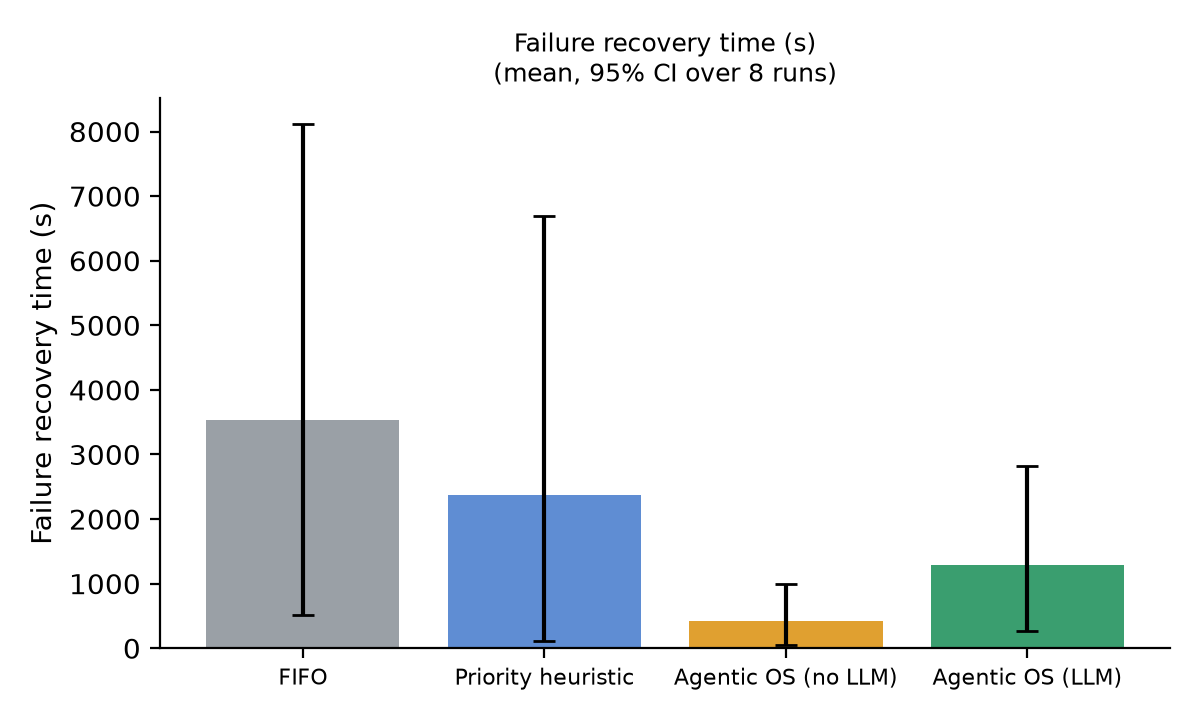 Failure recovery time (s)
(mean, 95% CI over 8 runs)
Failure recovery time (s)
8000
7000
6000
5000
4000
3000
2000
1000
0
FIFO
Priority heuristic
Agentic OS (no LLM)
Agentic OS (LLM)